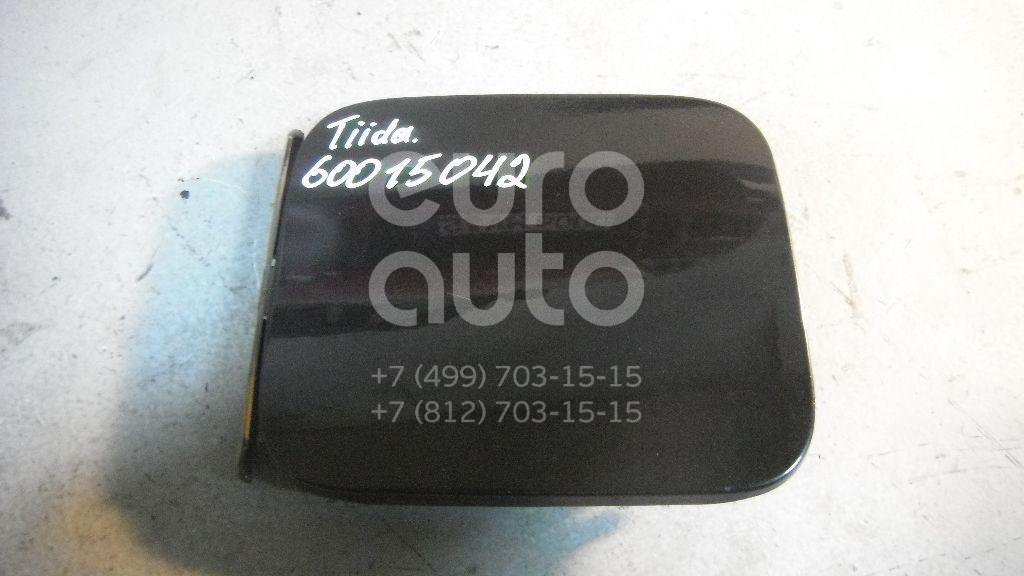 Tiida.
60015042
euro
auto
+7 (499) 703-15-15
+7 (812) 703-15-15